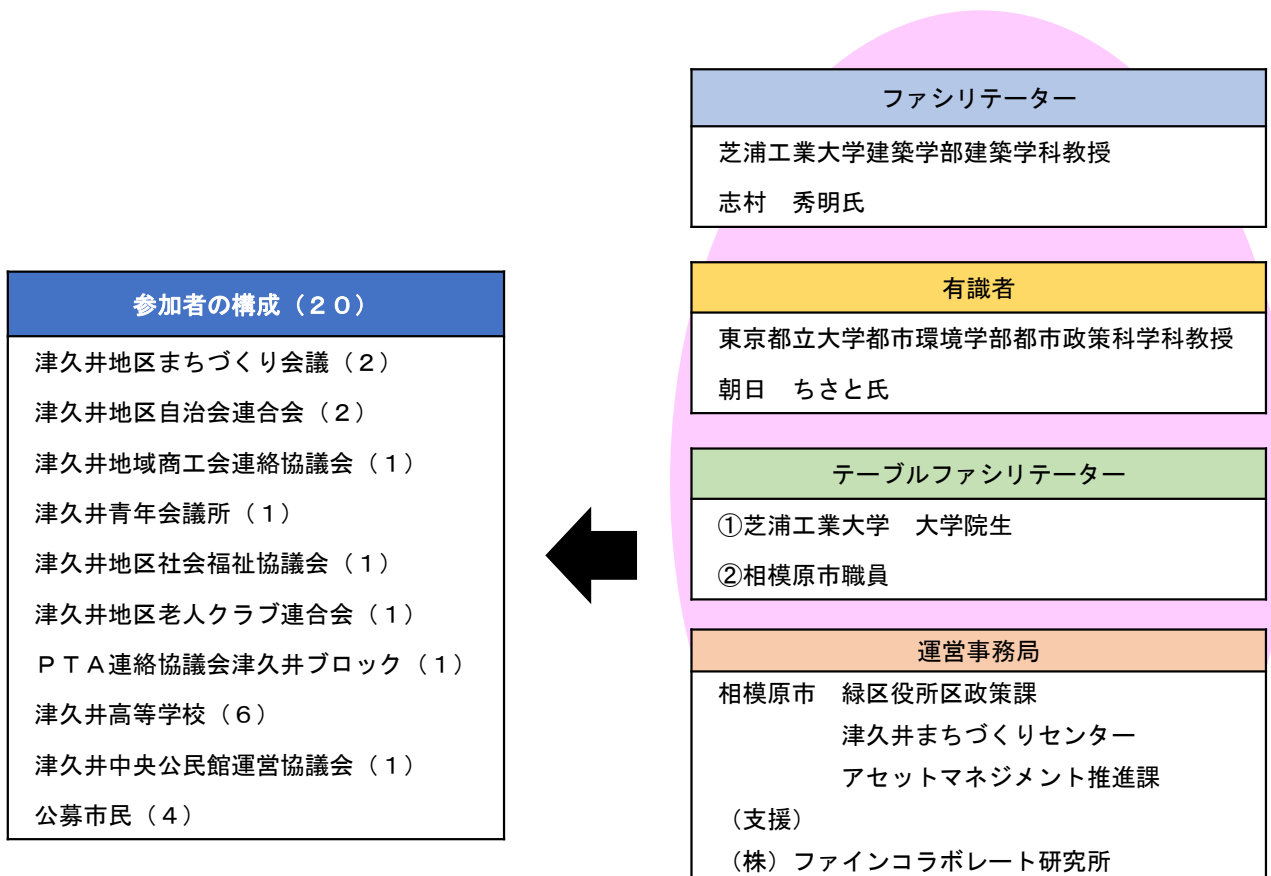 参加者の構成（２０）
津久井地区まちづくり会議（２）
津久井地区自治会連合会（２）
津久井地域商工会連絡協議会（１）
津久井青年会議所（１）
津久井地区社会福祉協議会（１）
津久井地区老人クラブ連合会（１）
ＰＴＡ連絡協議会津久井ブロック（１）
津久井高等学校（６）
津久井中央公民館運営協議会（１）
公募市民（４）
ファシリテーター
芝浦工業大学建築学部建築学科教授
志村　秀明氏
有識者
東京都立大学都市環境学部都市政策科学科教授
朝日　ちさと氏
テーブルファシリテーター
①芝浦工業大学　大学院生
②相模原市職員
運営事務局
相模原市　緑区役所区政策課
津久井まちづくりセンター
アセットマネジメント推進課
（支援）
（株）ファインコラボレート研究所